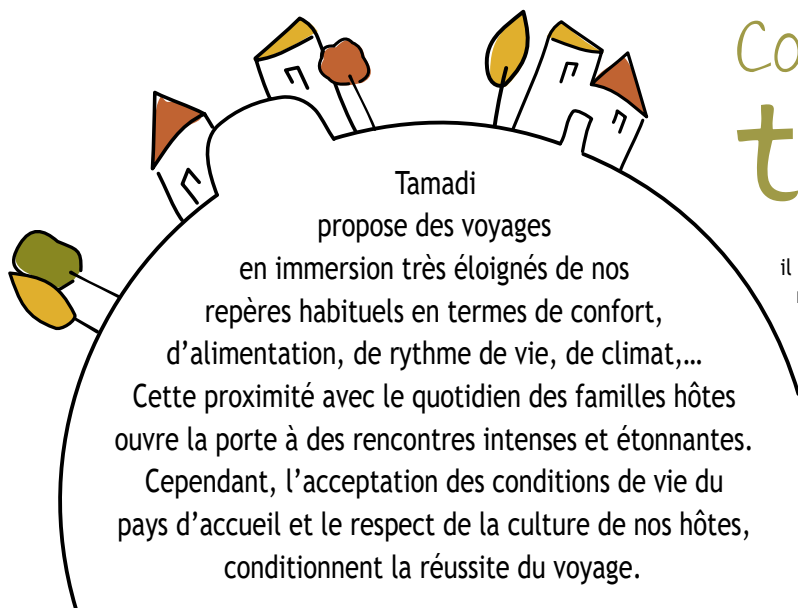 Co
t
Tamadi
propose des voyages
en immersion très éloignés de nos
il
repères habituels en termes de confort,
d’alimentation, de rythme de vie, de climat,...
Cette proximité avec le quotidien des familles hôtes
ouvre la porte à des rencontres intenses et étonnantes.
Cependant, l’acceptation des conditions de vie du
pays d’accueil et le respect de la culture de nos hôtes,
conditionnent la réussite du voyage.